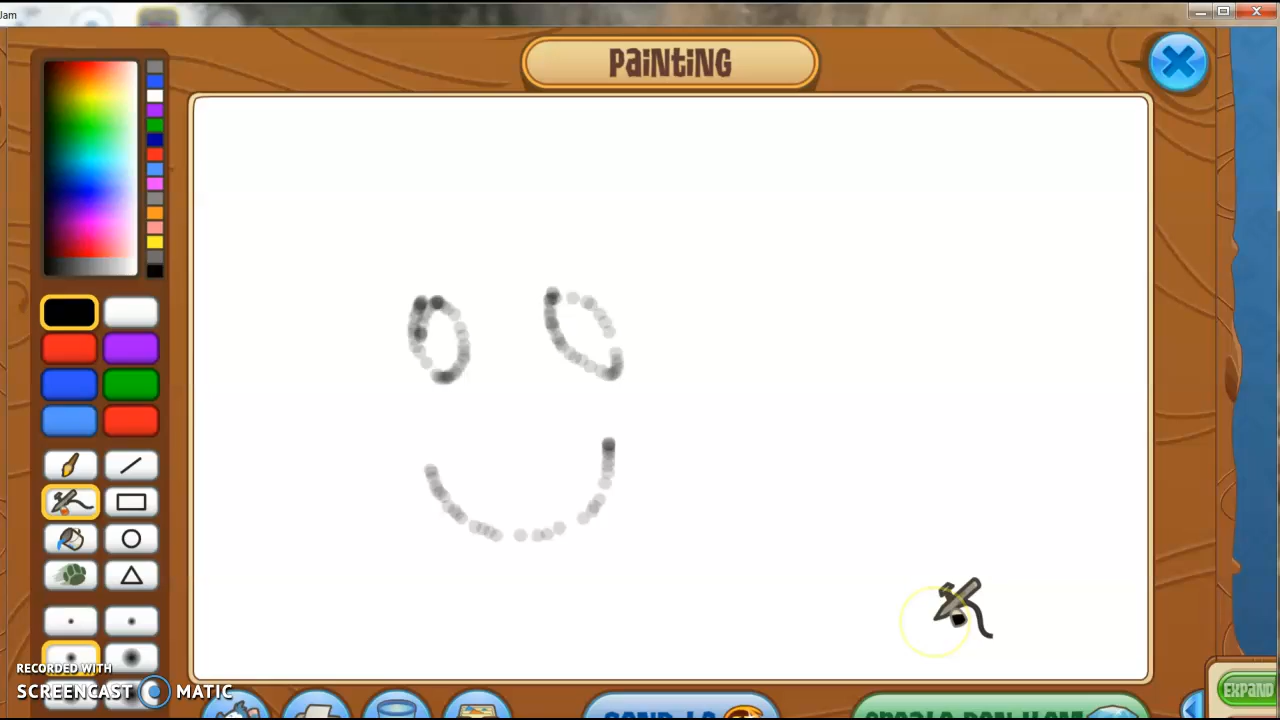 Jam
PAINTING
EXPAND
RECORDED WITH
SCREENCAST MATIC